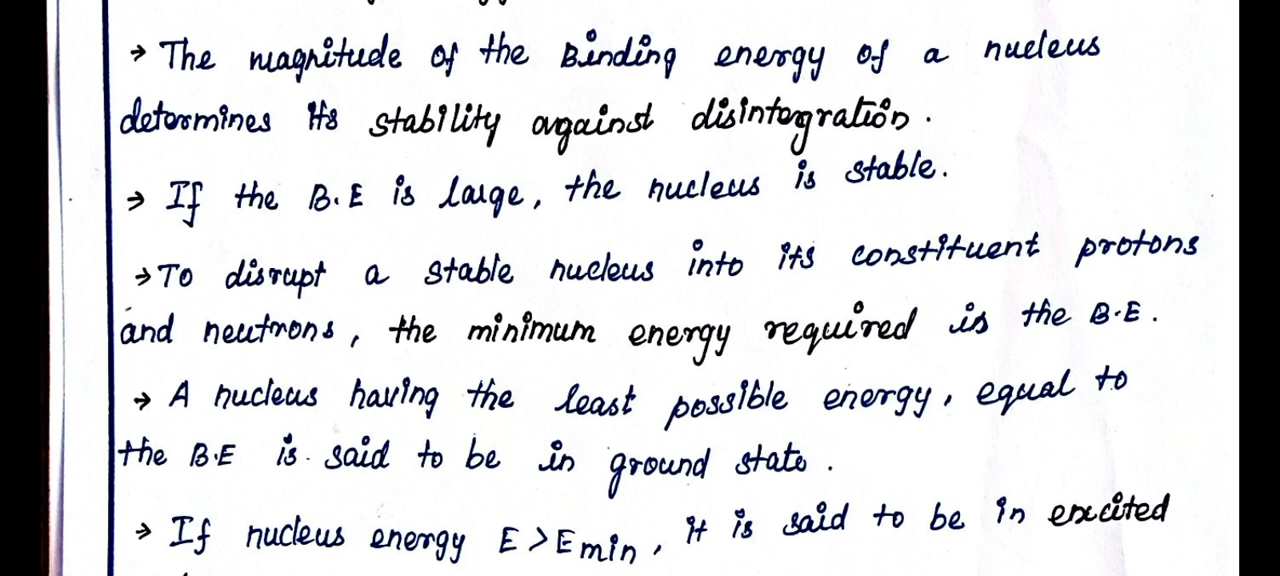 → The magnitude of the Binding energy of a nucleus
determines its stability against disintegration.
→ If the B.E is large, the nucleus is stable.
→ To disrupt a stable nucleus into its constituent protons
and neutrons, the minimum energy required is the B.E.
→ A nucleus having the least possible energy, equal to
the B.E is said to be in ground state.
→ If nucleus energy E > Emin, it is said to be in excited